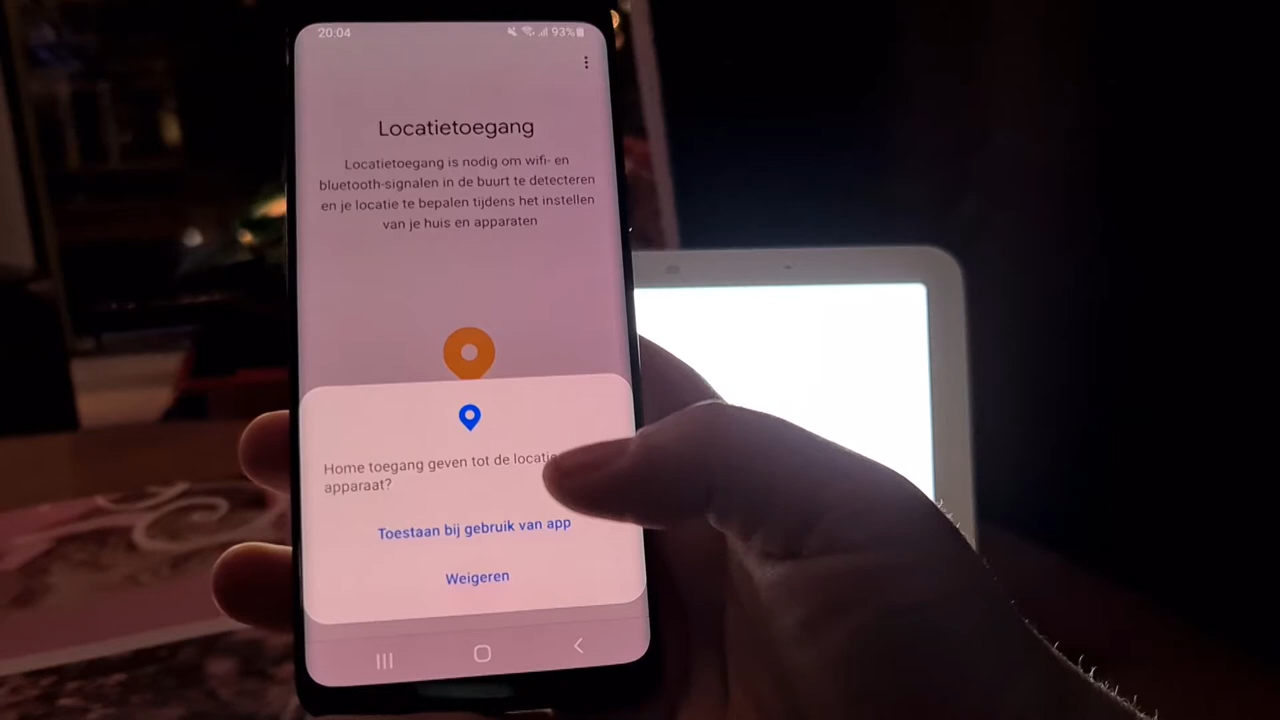 20:04
93%
Locatietoegang
Locatietoegang is nodig om wifi- en
bluetooth-signalen in de buurt te detecteren
en je locatie te bepalen tijdens het instellen
van je huis en apparaten
Home toegang geven tot de locatie
apparaat?
Toestaan bij gebruik van app
Weigeren